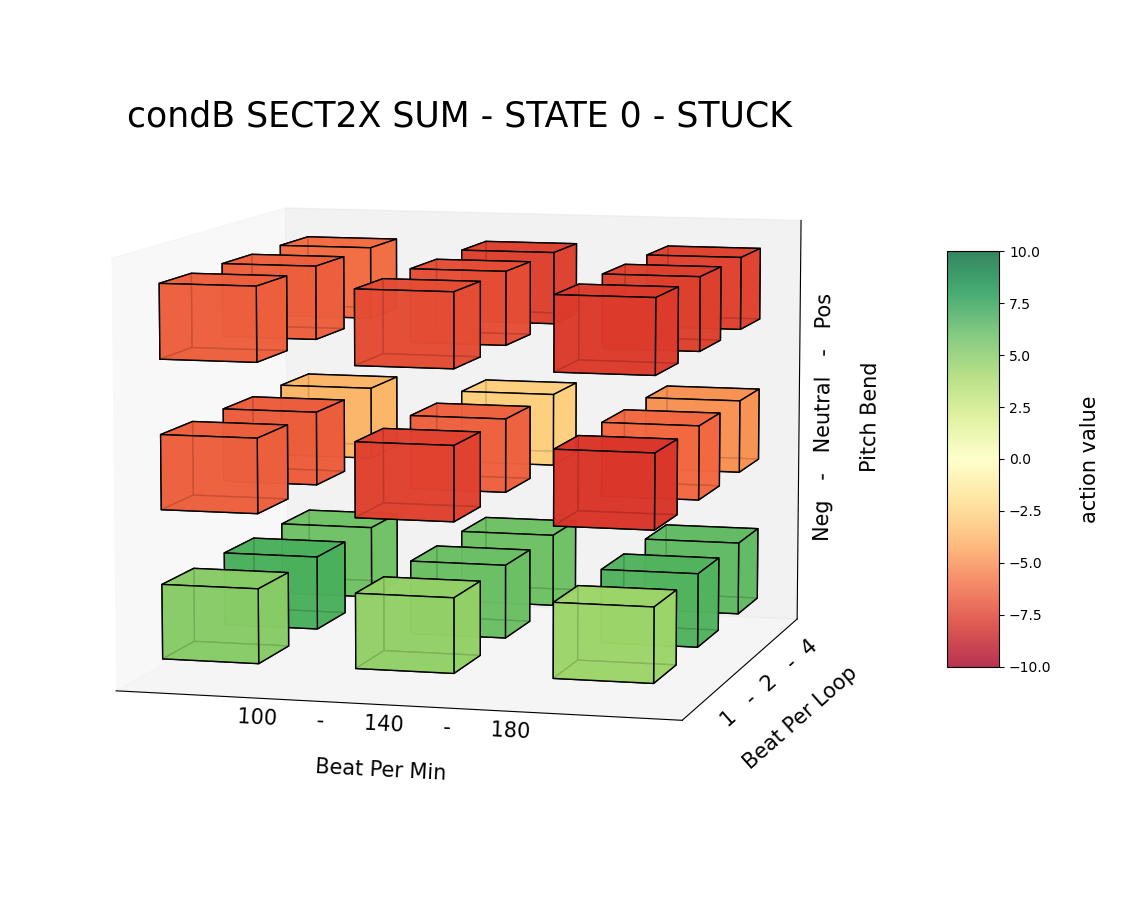 condB SECT2X SUM - STATE 0 - STUCK
10.0
7.5
5.0
2.5
0.0
−2.5
−5.0
−7.5
−10.0
action value
Neg - Neutral - Pos
Pitch Bend
1 - 2 - 4
Beat Per Loop
100 - 140 - 180
Beat Per Min